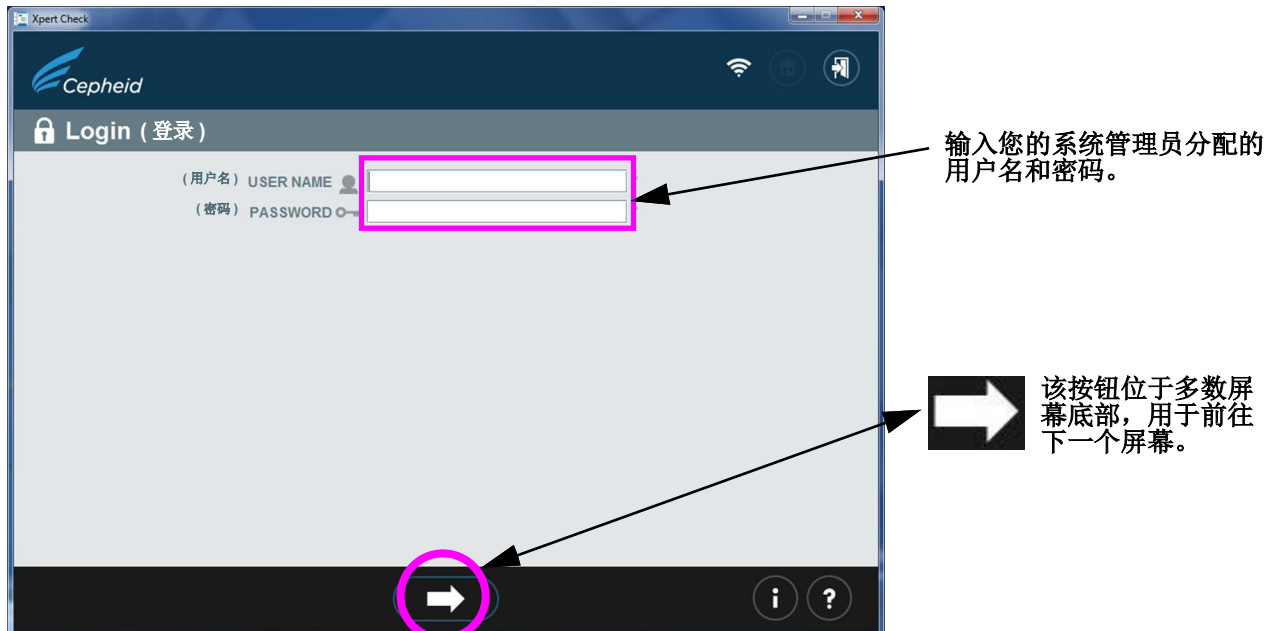 Xpert Check
Cepheid
Login (登录)
(用户名) USER NAME
(密码) PASSWORD
输入您的系统管理员分配的
用户名和密码。
该按钮位于多数屏
幕底部，用于前往
下一个屏幕。
i ?